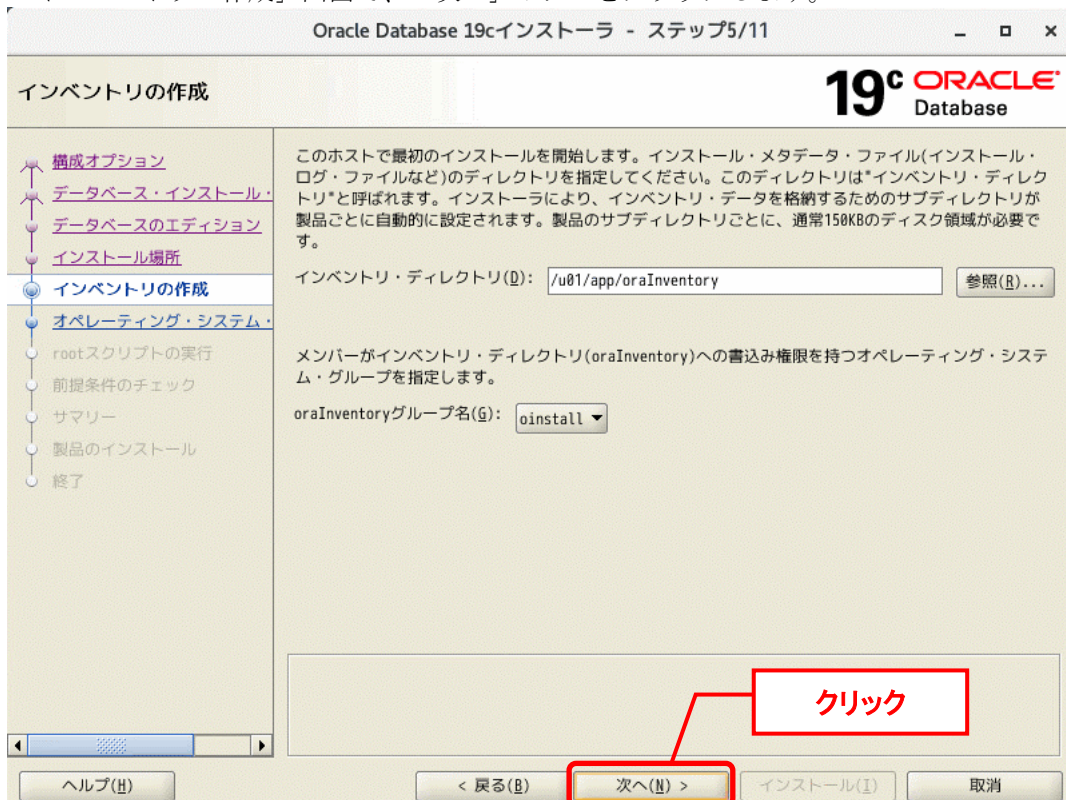 Oracle Database 19cインストーラ - ステップ5/11
インベントリの作成
19c ORACLE
Database
構成オプション
データベース・インストール・
データベースのエディション
インストール場所
インベントリの作成
オペレーティング・システム・
rootスクリプトの実行
前提条件のチェック
サマリー
製品のインストール
終了
このホストで最初のインストールを開始します。インストール・メタデータ・ファイル(インストール・
ログ・ファイルなど)のディレクトリを指定してください。このディレクトリは"インベントリ・ディレク
トリ"と呼ばれます。インストーラにより、インベントリ・データを格納するためのサブディレクトリが
製品ごとに自動的に設定されます。製品のサブディレクトリごとに、通常150KBのディスク領域が必要で
す。
インベントリ・ディレクトリ(D): /u01/app/oraInventory 参照(R)...
メンバーがインベントリ・ディレクトリ(oraInventory)への書込み権限を持つオペレーティング・システ
ム・グループを指定します。
oraInventoryグループ名(G): oinstall
クリック
ヘルプ(H) < 戻る(B) 次へ(N) > インストール(I) 取消